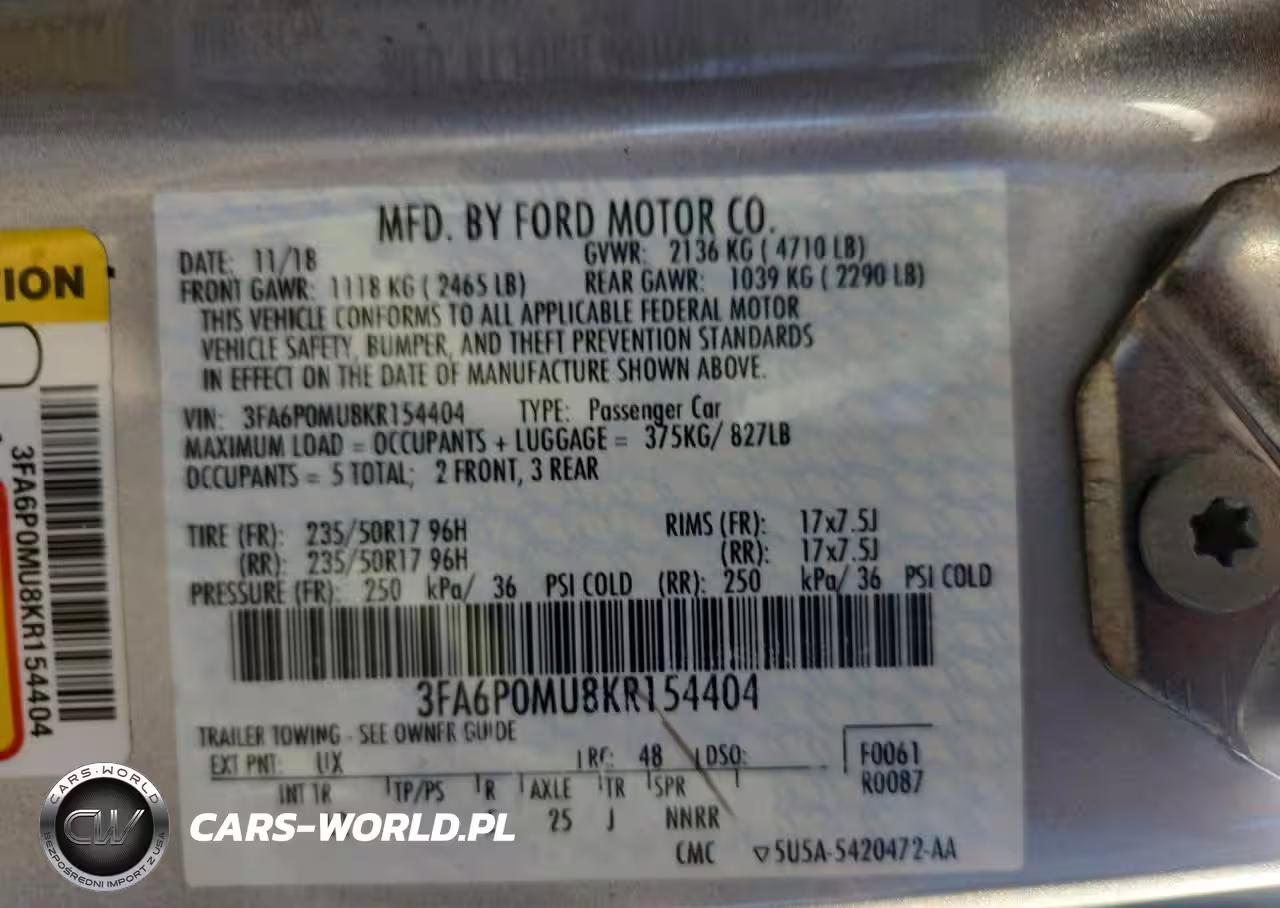 MFD. BY FORD MOTOR CO.
DATE: 11/18 GVWR: 2136 KG ( 4710 LB)
FRONT GAWR: 1118 KG ( 2465 LB) REAR GAWR: 1039 KG ( 2290 LB)
THIS VEHICLE CONFORMS TO ALL APPLICABLE FEDERAL MOTOR
VEHICLE SAFETY, BUMPER, AND THEFT PREVENTION STANDARDS
IN EFFECT ON THE DATE OF MANUFACTURE SHOWN ABOVE.
VIN: 3FA6P0MU8KR154404 TYPE: Passenger Car
MAXIMUM LOAD = OCCUPANTS + LUGGAGE = 375KG/ 827LB
OCCUPANTS = 5 TOTAL; 2 FRONT, 3 REAR
TIRE (FR): 235/50R17 96H RIMS (FR): 17x7.5J
(RR): 235/50R17 96H (RR): 17x7.5J
PRESSURE (FR): 250 kPa/ 36 PSI COLD (RR): 250 kPa/ 36 PSI COLD
3FA6P0MU8KR154404
TRAILER TOWING - SEE OWNER GUIDE
EXT PNT: UX RC: 48 DSO: F0061
R0087
INT TR TP/PS R AXLE TR SPR
25 J NNRR
CMC ▽5U5A-5420472-AA
TION
3FA6P0MU8KR154404
CARS-WORLD
CW
BEZPOŚREDNI IMPORT Z USA
CARS-WORLD.PL